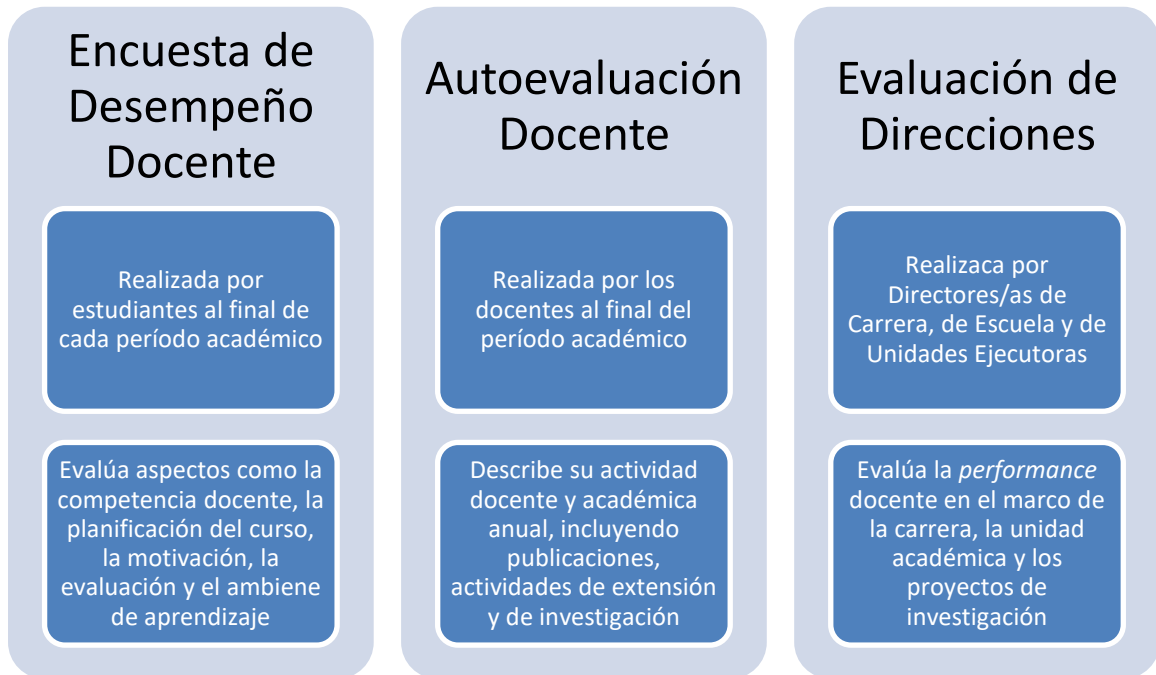 Encuesta de
Desempeño
Docente
Realizada por
estudiantes al final de
cada período académico
Evalúa aspectos como la
competencia docente, la
planificación del curso,
la motivación, la
evaluación y el ambiene
de aprendizaje
Autoevaluación
Docente
Realizada por los
docentes al final del
período académico
Describe su actividad
docente y académica
anual, incluyendo
publicaciones,
actividades de extensión
y de investigación
Evaluación de
Direcciones
Realizaca por
Directores/as de
Carrera, de Escuela y de
Unidades Ejecutoras
Evalúa la performance
docente en el marco de
la carrera, la unidad
académica y los
proyectos de
investigación